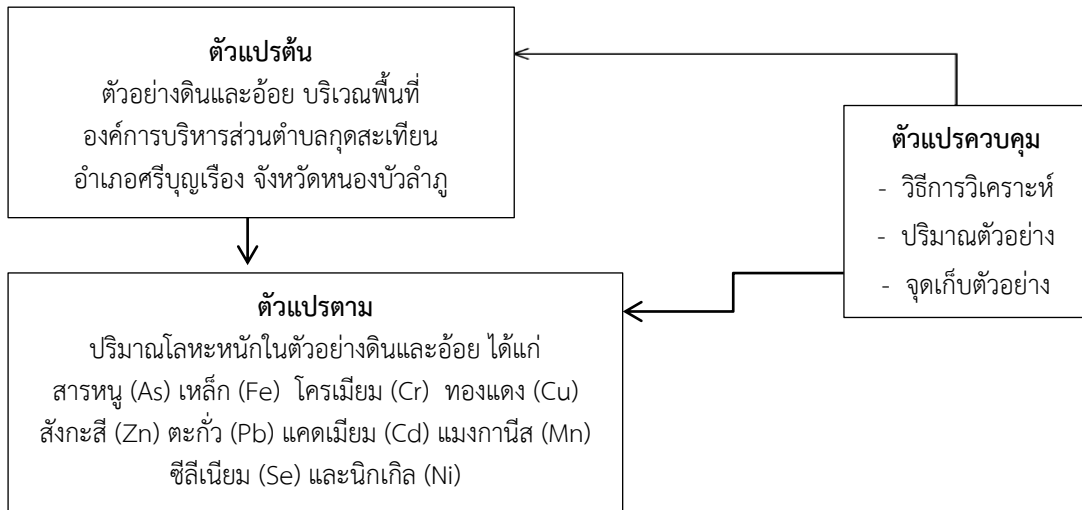 ตัวแปรต้น
ตัวอย่างดินและอ้อย บริเวณพื้นที่
องค์การบริหารส่วนตำบลกุดสะเทียน
อำเภอศรีบุญเรือง จังหวัดหนองบัวลำภู
ตัวแปรควบคุม
- วิธีการวิเคราะห์
- ปริมาณตัวอย่าง
- จุดเก็บตัวอย่าง
ตัวแปรตาม
ปริมาณโลหะหนักในตัวอย่างดินและอ้อย ได้แก่
สารหนู (As) เหล็ก (Fe) โครเมียม (Cr) ทองแดง (Cu)
สังกะสี (Zn) ตะกั่ว (Pb) แคดเมียม (Cd) แมงกานีส (Mn)
ซีลีเนียม (Se) และนิกเกิล (Ni)